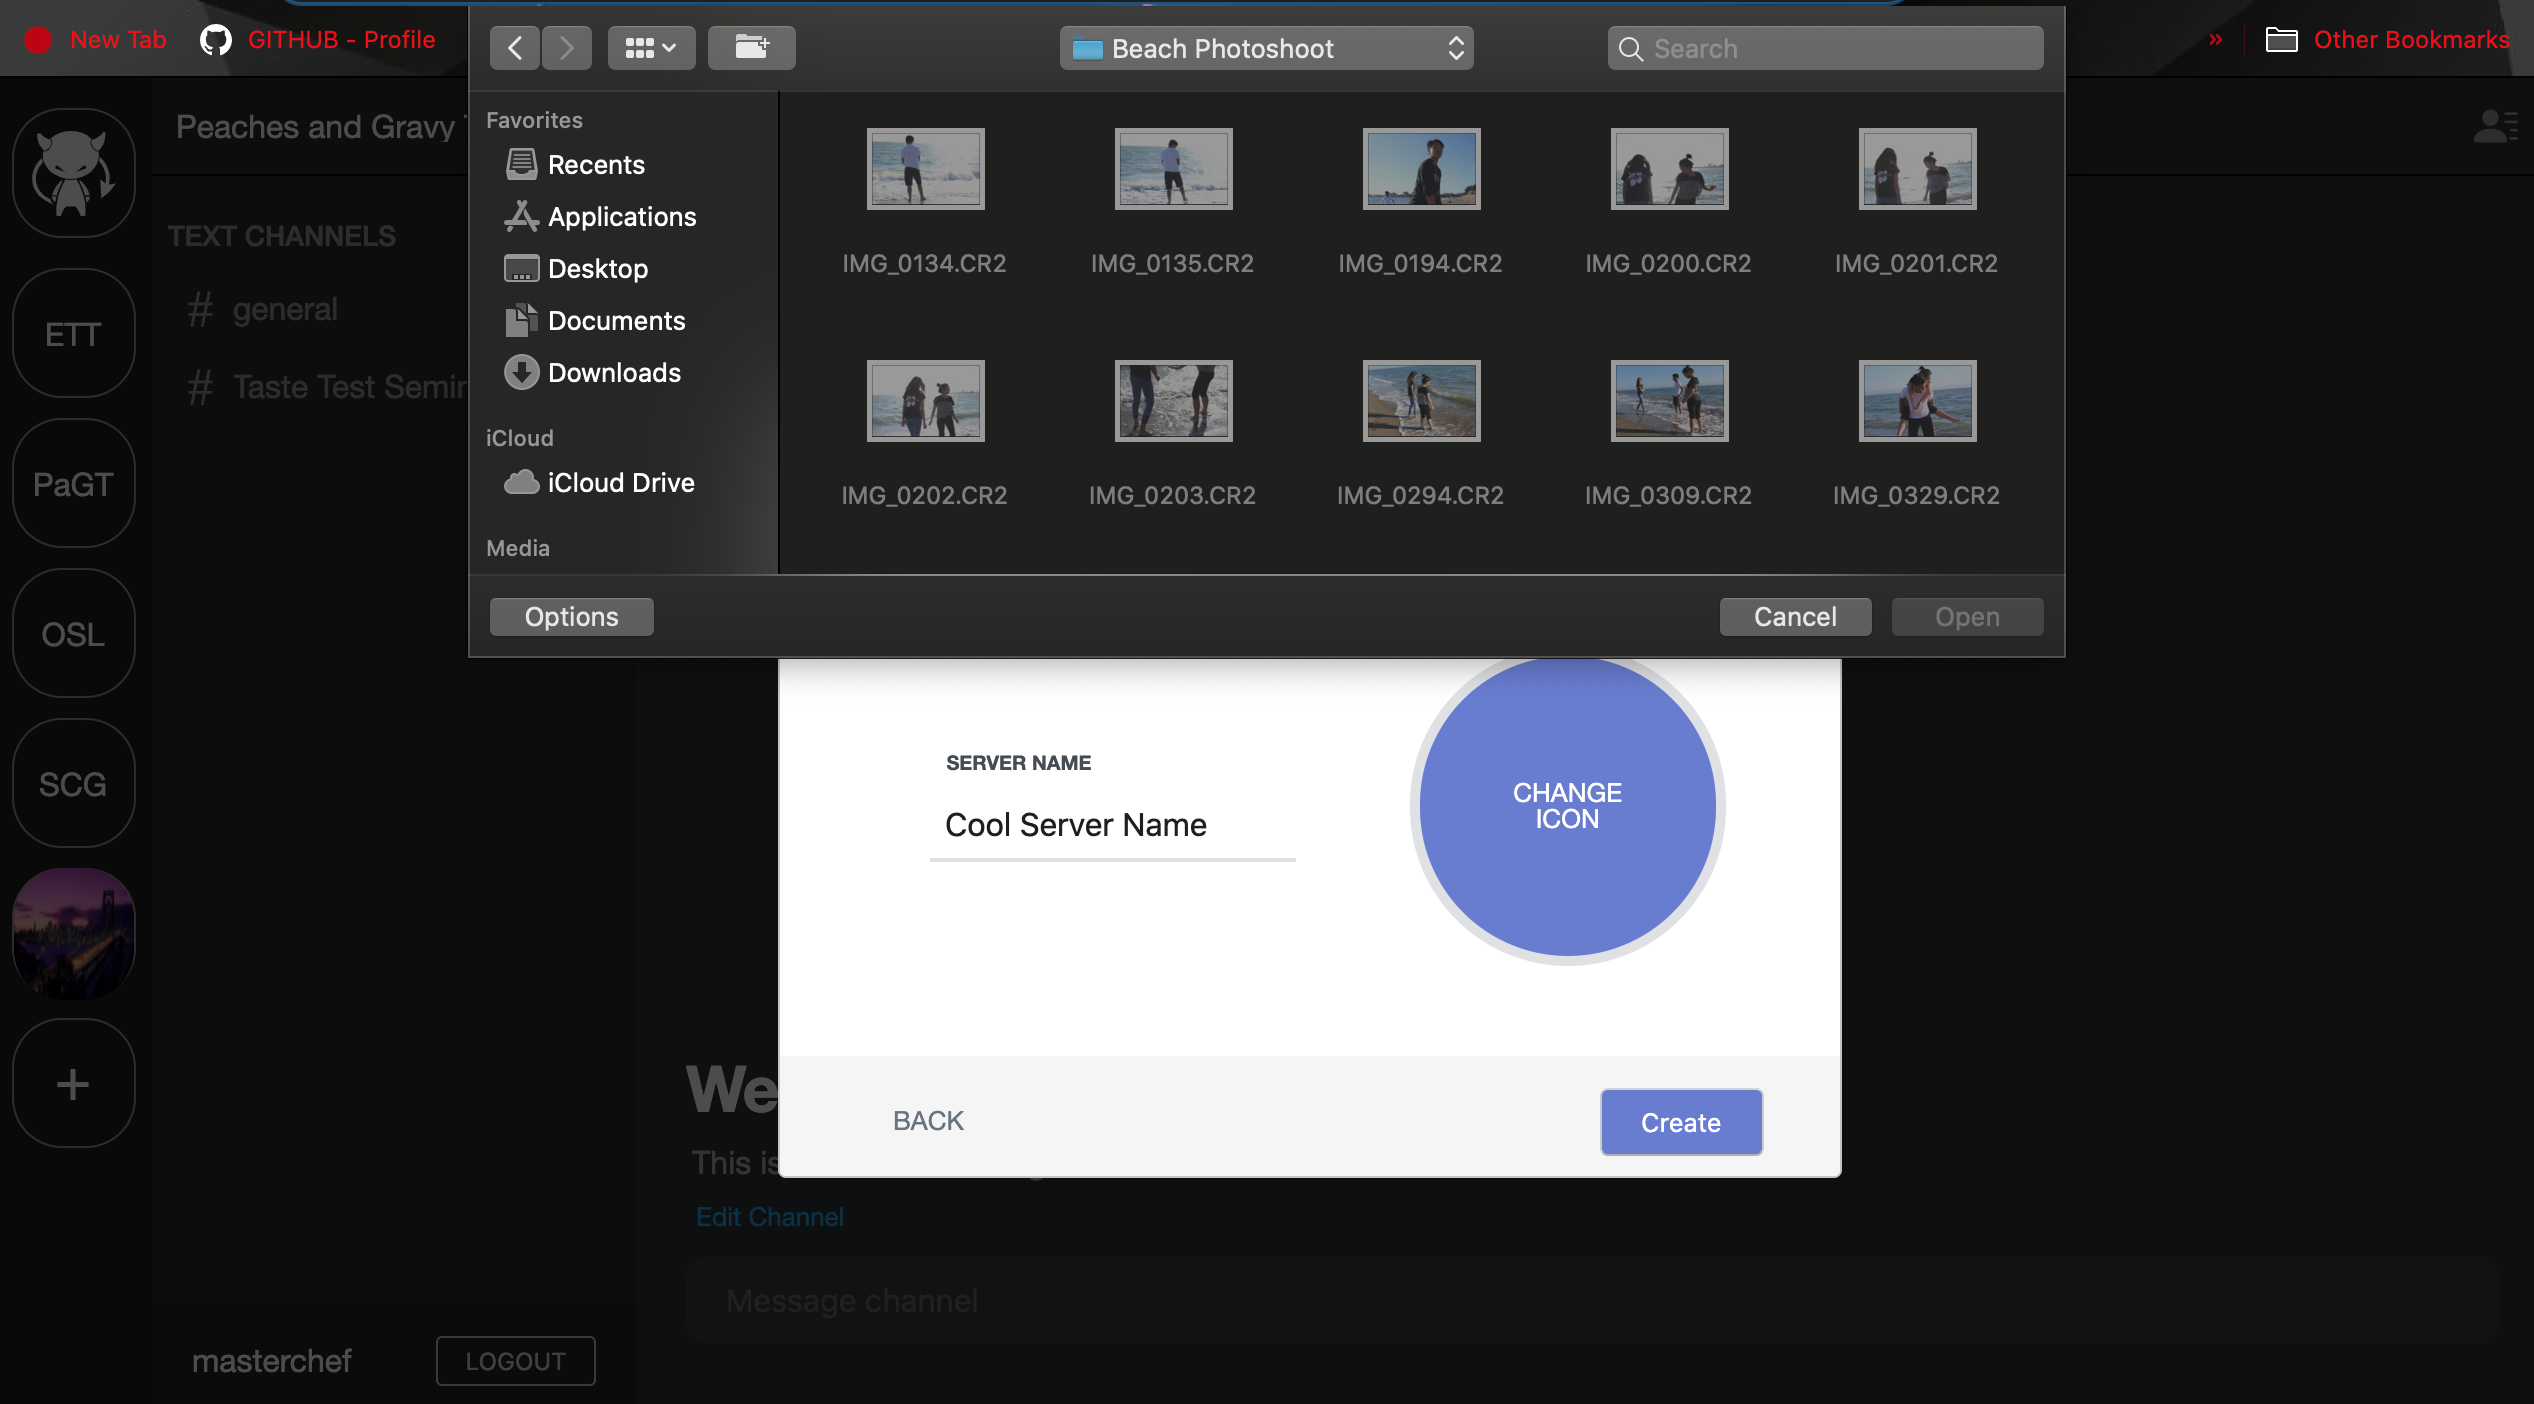 New Tab
GITHUB - Profile
Beach Photoshoot
Search
»
Other Bookmarks
Peaches and Gravy
TEXT CHANNELS
# general
# Taste Test
ETT
PaGT
OSL
SCG
+
Favorites
Recents
Applications
Desktop
Documents
Downloads
iCloud
iCloud Drive
Media
IMG_0134.CR2
IMG_0135.CR2
IMG_0194.CR2
IMG_0200.CR2
IMG_0201.CR2
IMG_0202.CR2
IMG_0203.CR2
IMG_0294.CR2
IMG_0309.CR2
IMG_0329.CR2
Options
Cancel
Open
SERVER NAME
Cool Server Name
CHANGE
ICON
BACK
Create
This is
Edit Channel
Message channel
masterchef
LOGOUT